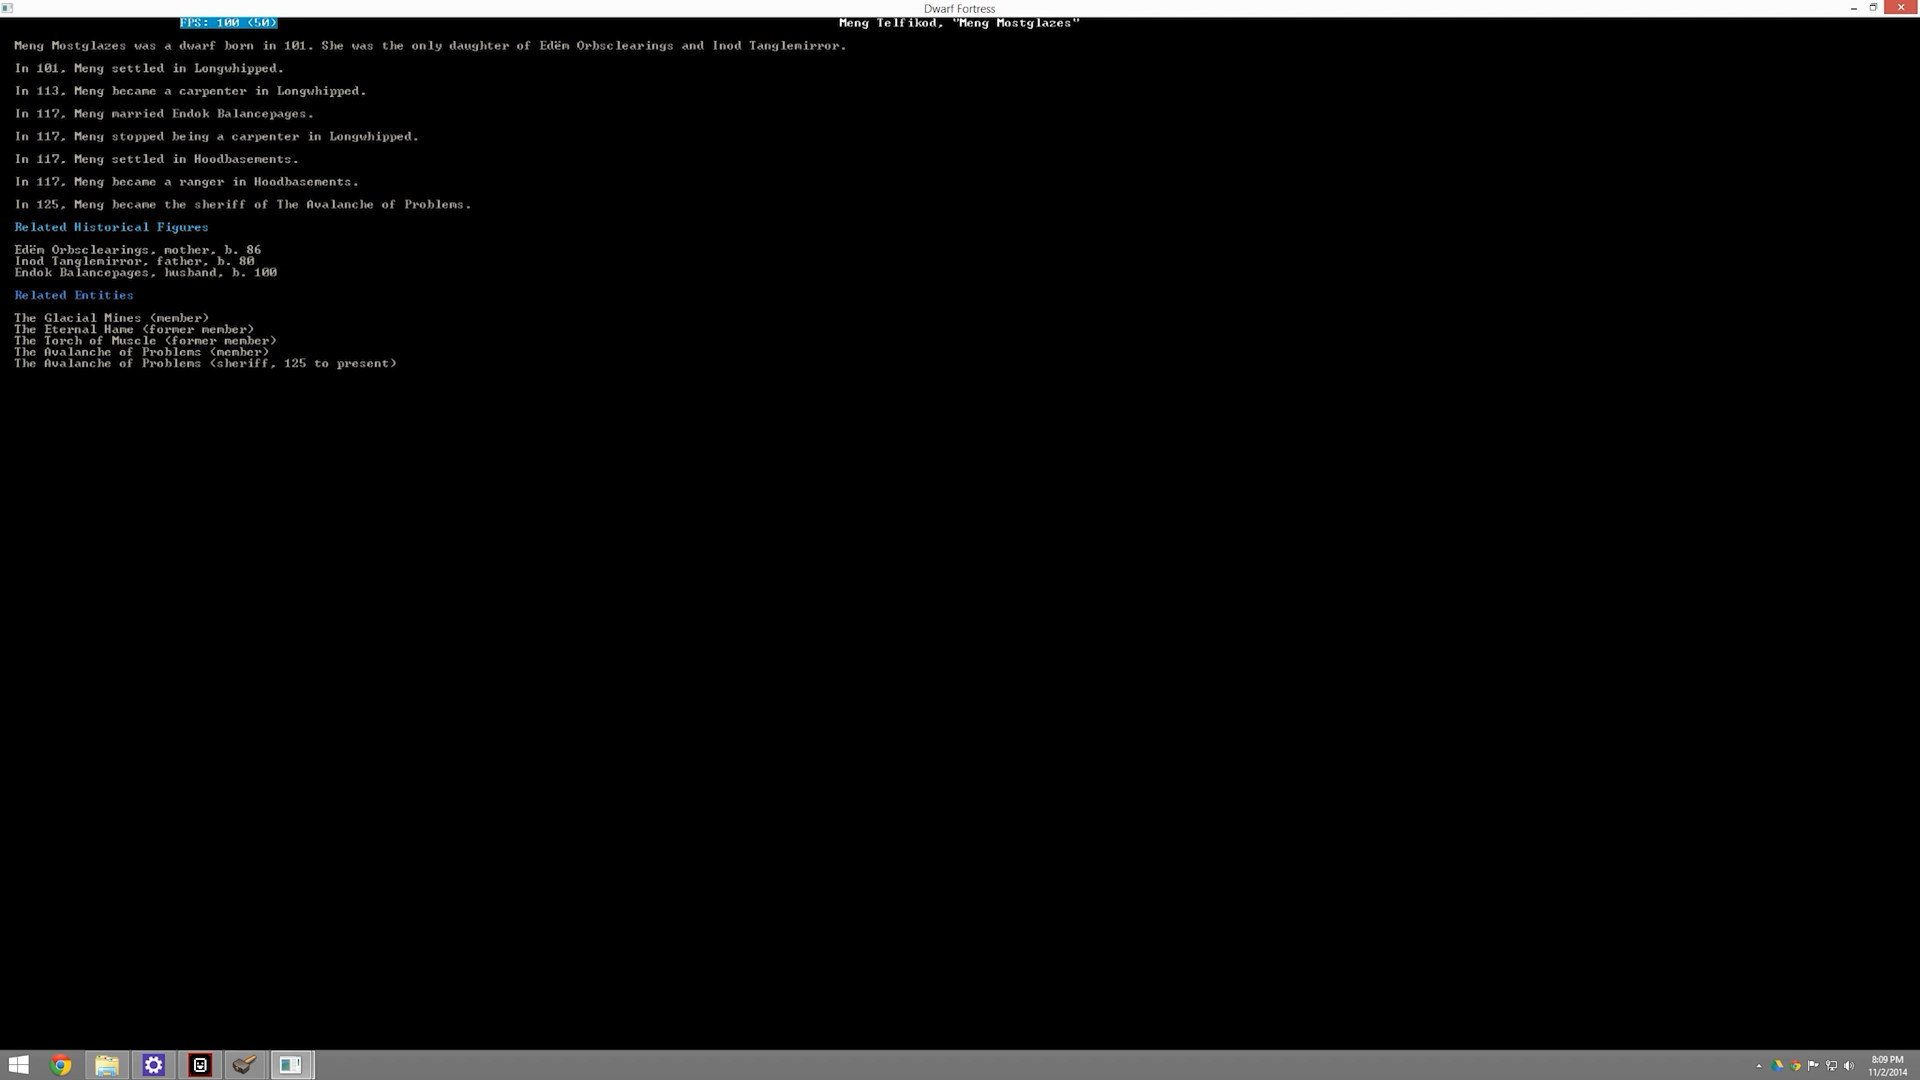 Dwarf Fortress
FPS: 100 (50)
Meng Telfikod, "Meng Mostglazes"
Meng Mostglazes was a dwarf born in 101. She was the only daughter of Edëm Orbsclearings and Inod Tanglemirror.
In 101, Meng settled in Longwhipped.
In 113, Meng became a carpenter in Longwhipped.
In 117, Meng married Endok Balancepages.
In 117, Meng stopped being a carpenter in Longwhipped.
In 117, Meng settled in Hoodbasements.
In 117, Meng became a ranger in Hoodbasements.
In 125, Meng became the sheriff of The Avalanche of Problems.
Related Historical Figures
Edëm Orbsclearings, mother, b. 86
Inod Tanglemirror, father, b. 80
Endok Balancepages, husband, b. 100
Related Entities
The Glacial Mines (member)
The Eternal Hame (former member)
The Torch of Muscle (former member)
The Avalanche of Problems (member)
The Avalanche of Problems (sheriff, 125 to present)
8:09 PM
11/2/2014